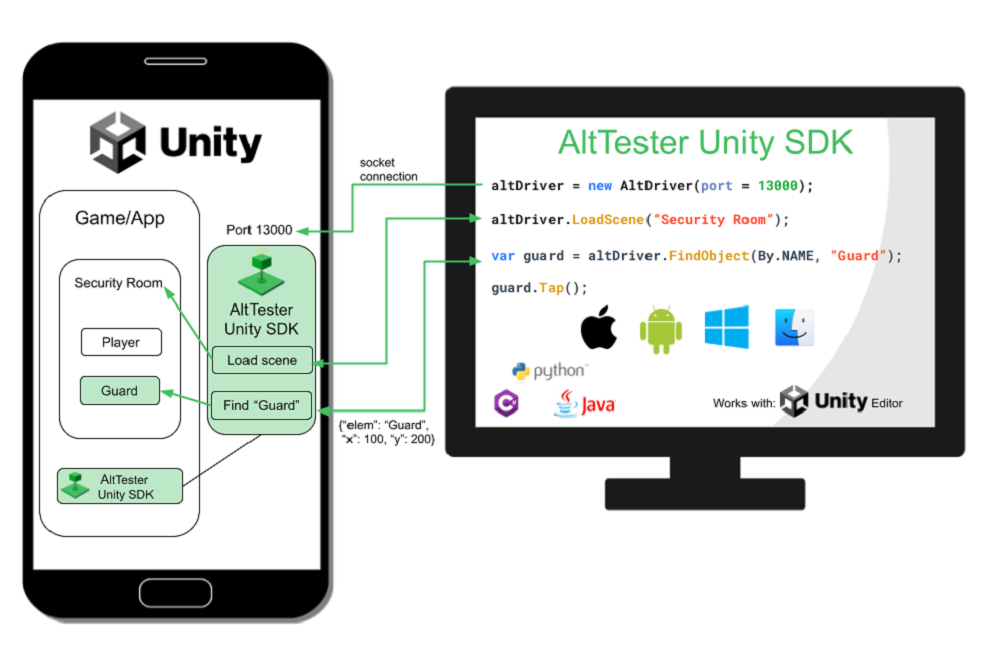 Unity
Game/App
Security Room
Player
Guard
AltTester
Unity SDK
Port 13000
AltTester
Unity SDK
Load scene
Find “Guard”
socket
connection
{“elem”: “Guard”,
“x”: 100, “y”: 200}
AltTester Unity SDK
altDriver = new AltDriver(port = 13000);
altDriver.LoadScene(“Security Room”);
var guard = altDriver.FindObject(By.NAME, “Guard”);
guard.Tap();
python
C#
Java
Works with: Unity Editor